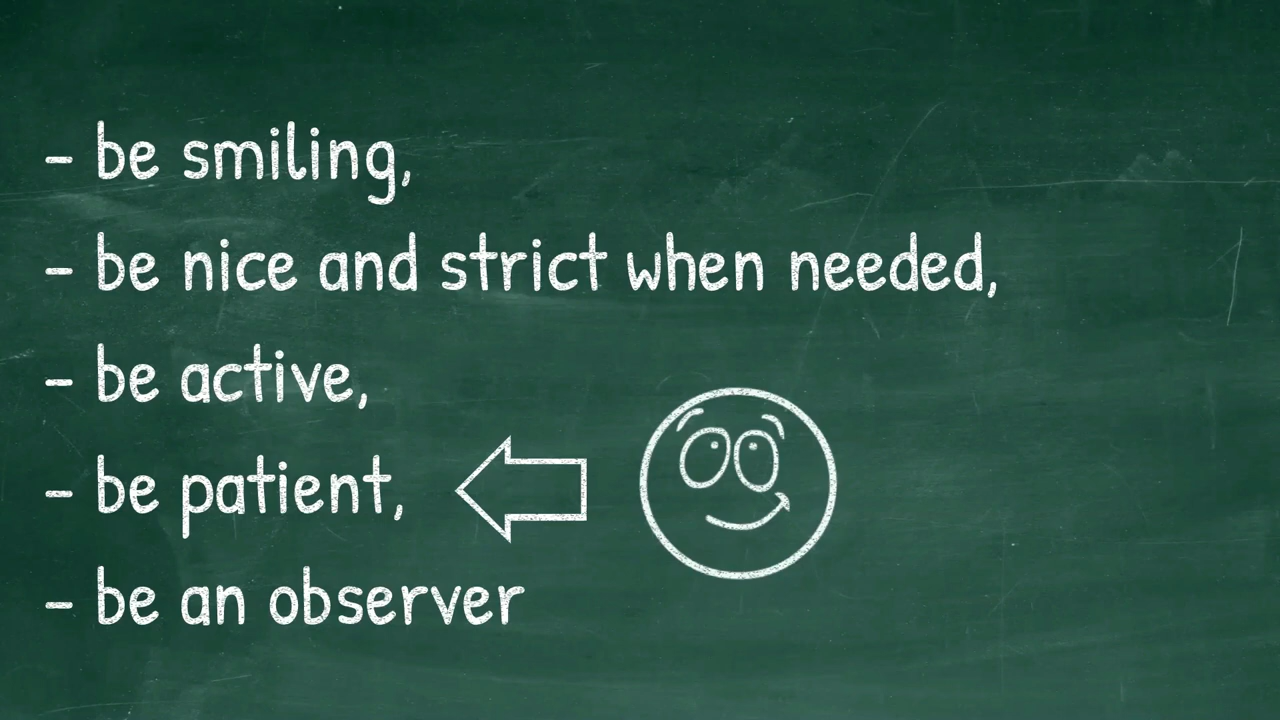 - be smiling,
- be nice and strict when needed,
- be active,
- be patient,
- be an observer